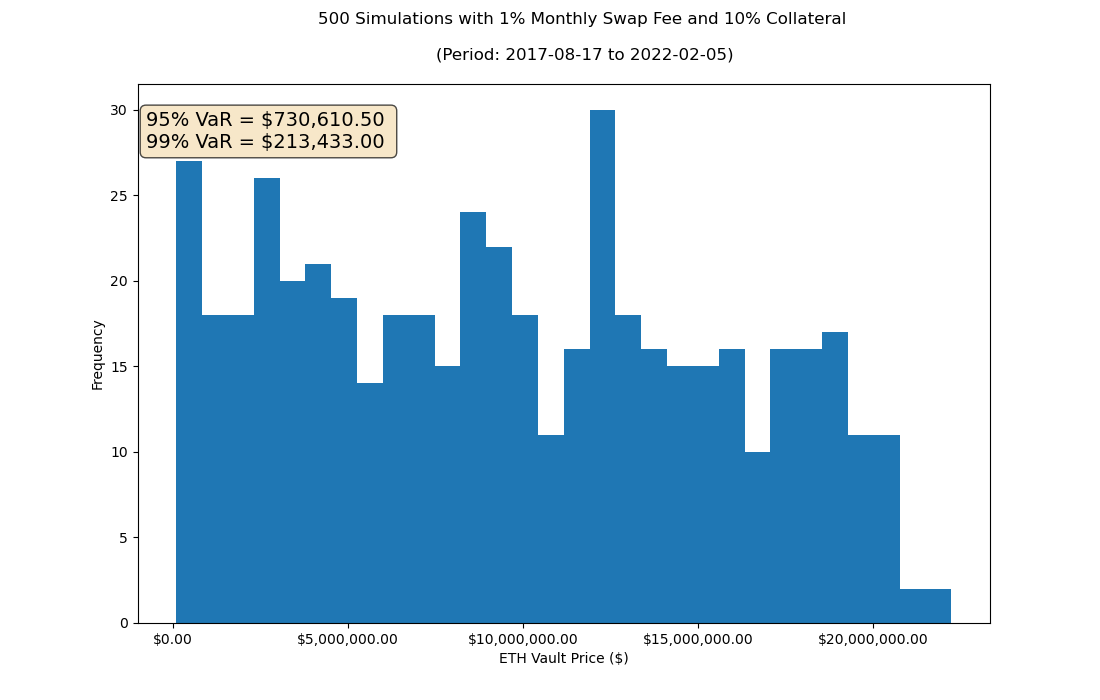 500 Simulations with 1% Monthly Swap Fee and 10% Collateral
(Period: 2017-08-17 to 2022-02-05)
95% VaR = $730,610.50
99% VaR = $213,433.00
30
25
20
15
10
5
0
Frequency
$0.00 $5,000,000.00 $10,000,000.00 $15,000,000.00 $20,000,000.00
ETH Vault Price ($)